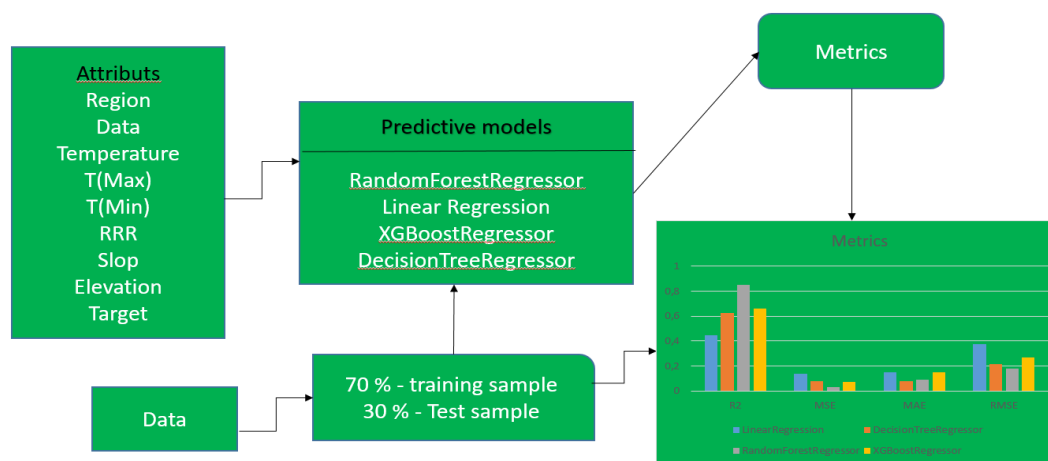 Attributs
Region
Data
Temperature
T(Max)
T(Min)
RRR
Slop
Elevation
Target
Predictive models
RandomForestRegressor
Linear Regression
XGBoostRegressor
DecisionTreeRegressor
Metrics
Data
70 % - training sample
30 % - Test sample
Metrics
1
0,8
0,6
0,4
0,2
0
R2 MSE MAE RMSE
LinearRegression DecisionTreeRegressor
RandomForestRegressor XGBoostRegressor